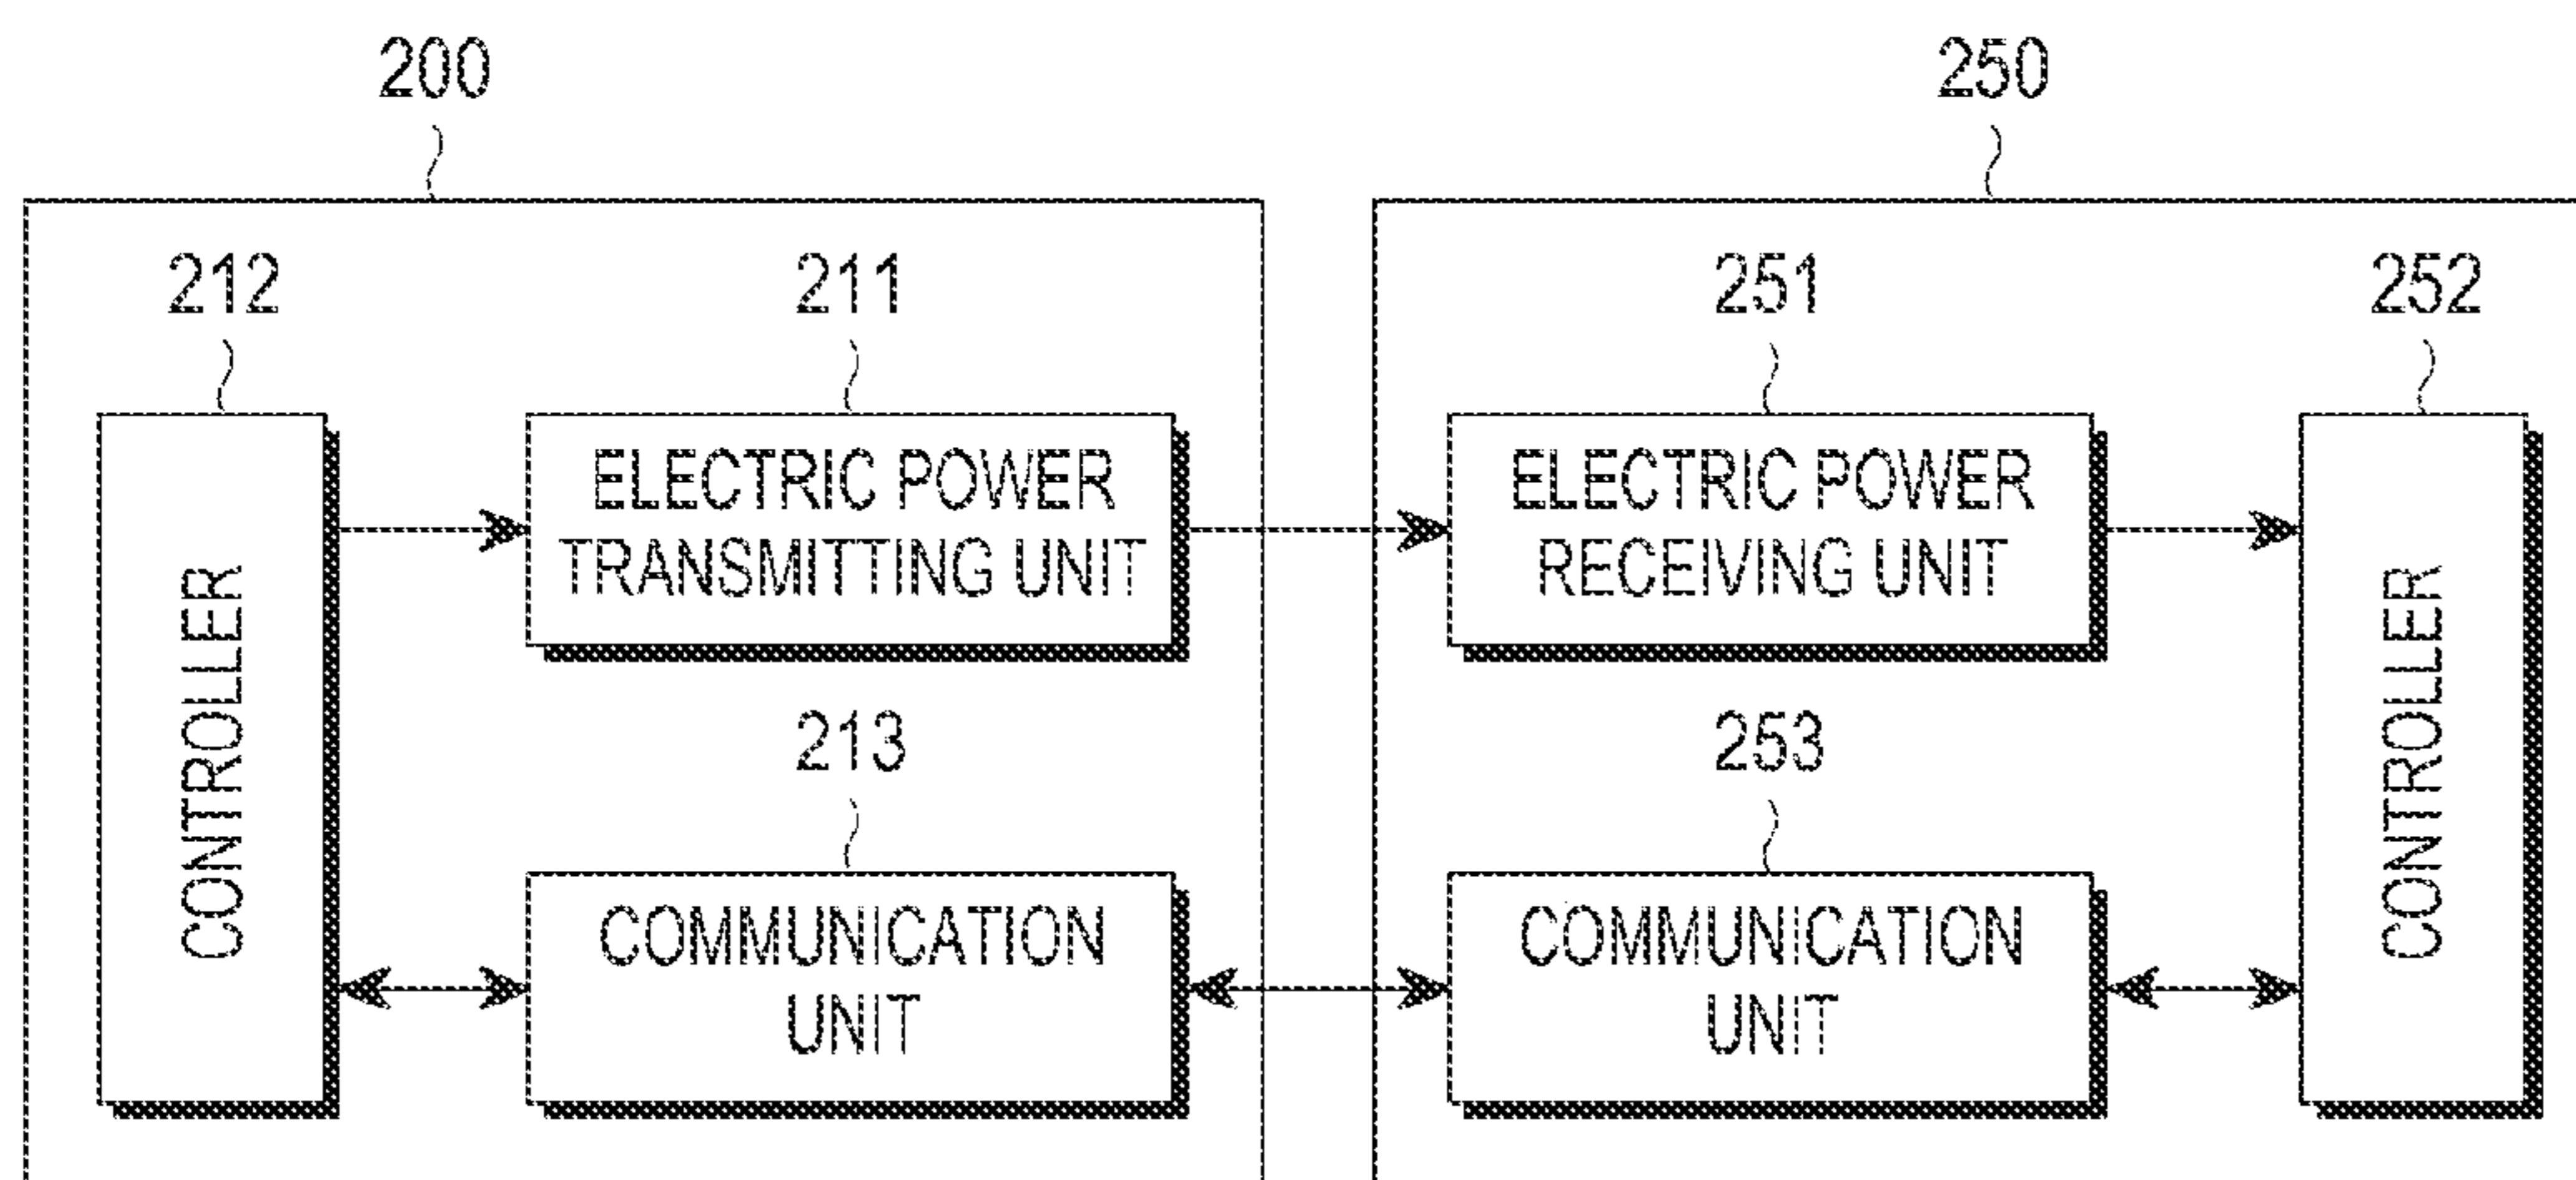 200
250
212
211
251
252
ELECTRIC POWER
TRANSMITTING UNIT
ELECTRIC POWER
RECEIVING UNIT
CONTROLLER
CONTROLLER
213
253
COMMUNICATION
UNIT
COMMUNICATION
UNIT